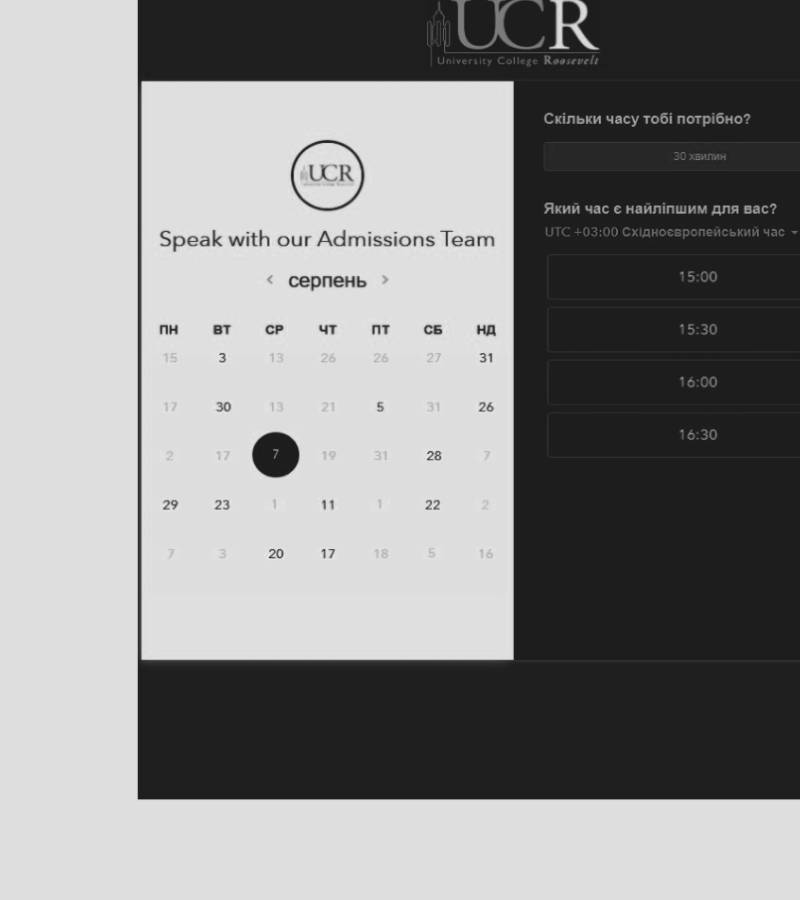 UCR
University College Roosevelt
UCR
Speak with our Admissions Team
серпень
ПН ВТ СР ЧТ ПТ СБ НД
15 3 13 26 26 27 31
17 30 13 21 5 31 26
2 17 7 19 31 28 7
29 23 1 11 1 22 2
7 3 20 17 18 5 16
Скільки часу тобі потрібно?
30 хвилин
Який час є найліпшим для вас?
UTC +03:00 Східноєвропейський час
15:00
15:30
16:00
16:30